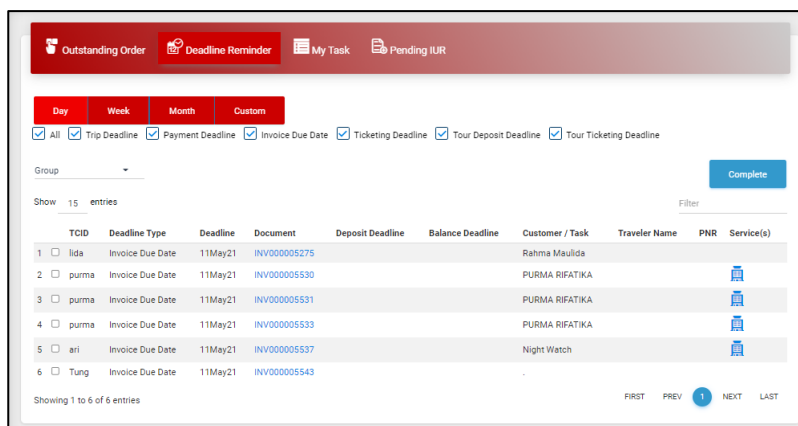 Outstanding Order Deadline Reminder My Task Pending IUR
Day Week Month Custom
All Trip Deadline Payment Deadline Invoice Due Date Ticketing Deadline Tour Deposit Deadline Tour Ticketing Deadline
Group Complete
Show 15 entries Filter
TCID Deadline Type Deadline Document Deposit Deadline Balance Deadline Customer / Task Traveler Name PNR Service(s)
1 lida Invoice Due Date 11May21 INV000005275 Rahma Maulida
2 purma Invoice Due Date 11May21 INV000005530 PURMA RIFATIKA
3 purma Invoice Due Date 11May21 INV000005531 PURMA RIFATIKA
4 purma Invoice Due Date 11May21 INV000005533 PURMA RIFATIKA
5 ari Invoice Due Date 11May21 INV000005537 Night Watch
6 Tung Invoice Due Date 11May21 INV000005543 .
Showing 1 to 6 of 6 entries FIRST PREV 1 NEXT LAST